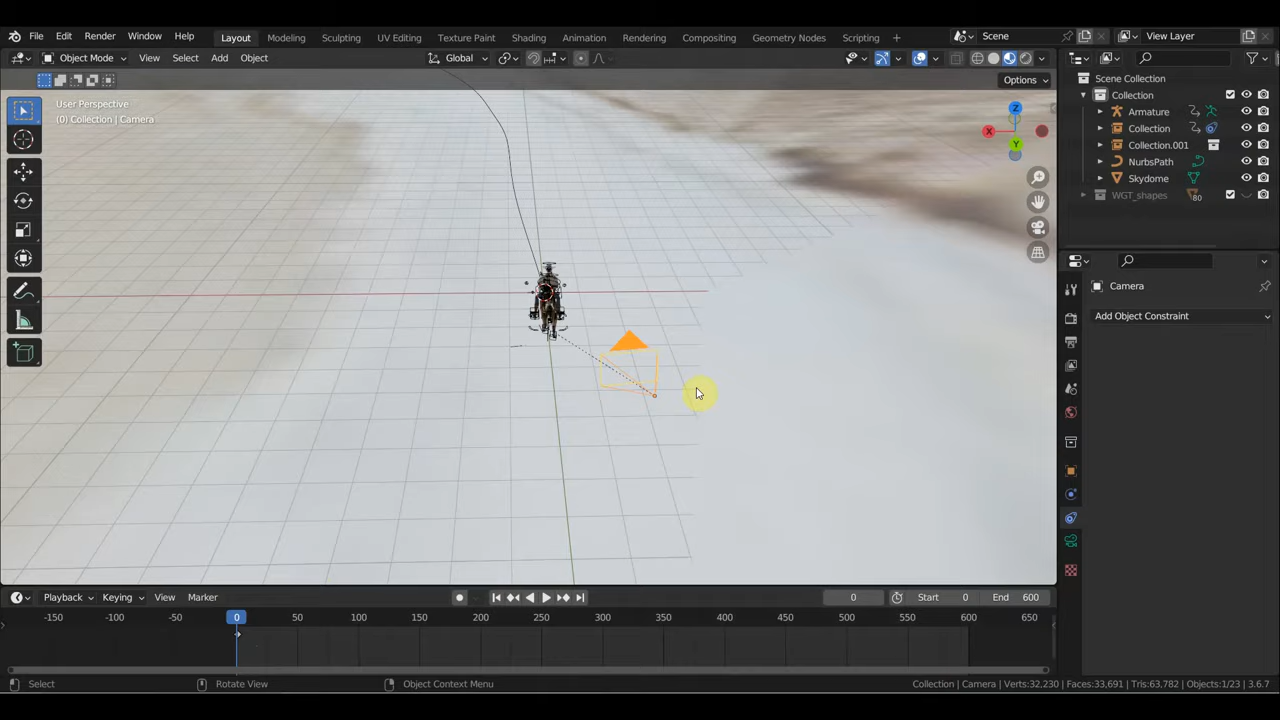 File Edit Render Window Help Layout Modeling Sculpting UV Editing Texture Paint Shading Animation Rendering Compositing Geometry Nodes Scripting + Scene View Layer
Object Mode View Select Add Object Global
Options
User Perspective
(0) Collection | Camera
X Z Y
Scene Collection
Collection
Armature
Collection
Collection.001
NurbsPath
Skydome
WGT_shapes 80
Camera
Add Object Constraint
Playback Keying View Marker 0 Start 0 End 600
-150 -100 -50 0 50 100 150 200 250 300 350 400 450 500 550 600 650
Select Rotate View Object Context Menu Collection | Camera | Verts:32,230 | Faces:33,691 | Tris:63,782 | Objects:1/23 | 3.6.7